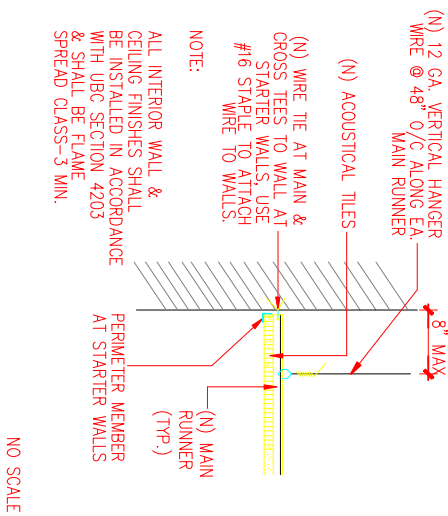 (N) 12 GA. VERTICAL HANGER
WIRE @ 48" O/C ALONG EA.
MAIN RUNNER
8" MAX
(N) ACOUSTICAL TILES
(N) WIRE TIE AT MAIN &
CROSS TEES TO WALL AT
STARTER WALLS, USE
#16 STAPLE TO ATTACH
WIRE TO WALLS.
(N) MAIN
RUNNER
(TYP.)
PERIMETER MEMBER
AT STARTER WALLS
NOTE:
ALL INTERIOR WALL &
CEILING FINISHES SHALL
BE INSTALLED IN ACCORDANCE
WITH UBC SECTION 4203
& SHALL BE FLAME
SPREAD CLASS-3 MIN.
NO SCALE